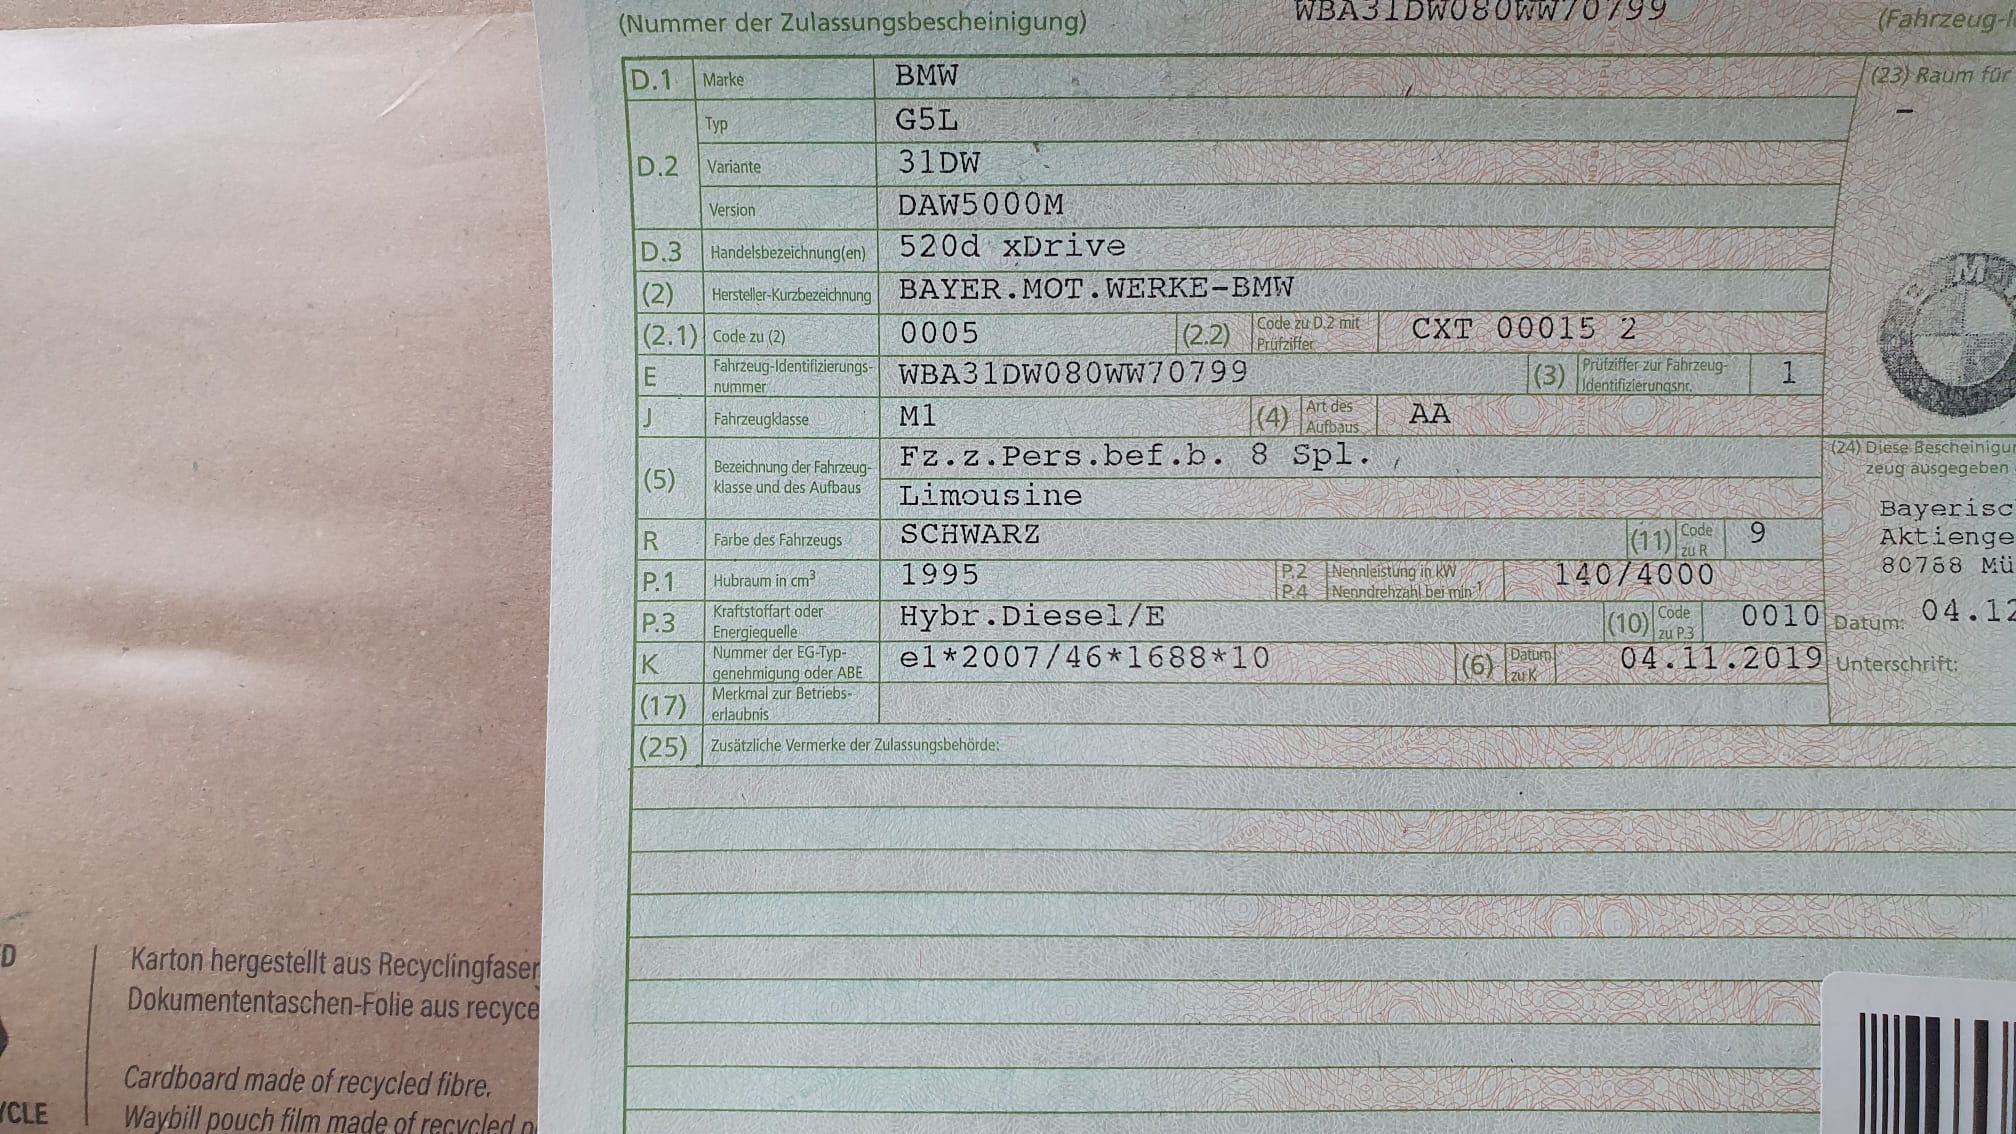 (Nummer der Zulassungsbescheinigung)
WBA31DW080WW70799
(Fahrzeug-
D.1 Marke BMW
(23) Raum für
–
D.2 Typ G5L
Variante 31DW
Version DAW5000M
D.3 Handelsbezeichnung(en) 520d xDrive
(2) Hersteller-Kurzbezeichnung BAYER.MOT.WERKE-BMW
(2.1) Code zu (2) 0005 (2.2) Code zu D.2 mit Prüfziffer CXT 00015 2
E Fahrzeug-Identifizierungs-
nummer WBA31DW080WW70799 (3) Prüfziffer zur Fahrzeug-
Identifizierungsnr. 1
J Fahrzeugklasse M1 (4) Art des Aufbaus AA
(5) Bezeichnung der Fahrzeug-
klasse und des Aufbaus
Fz.z.Pers.bef.b. 8 Spl.
Limousine
R Farbe des Fahrzeugs SCHWARZ (11) Code zu R 9
P.1 Hubraum in cm³ 1995 P.2 Nennleistung in kW
P.4 Nenndrehzahl bei min⁻¹ 140/4000
P.3 Kraftstoffart oder
Energiequelle Hybr.Diesel/E (10) Code zu P.3 0010
K Nummer der EG-Typ-
genehmigung oder ABE e1*2007/46*1688*10 (6) Datum zu K 04.11.2019
(17) Merkmal zur Betriebs-
erlaubnis
(25) Zusätzliche Vermerke der Zulassungsbehörde:
M
(24) Diese Bescheinigu
zeug ausgegeben
Bayerisc
Aktienge
80788 Mü
Datum: 04.12
Unterschrift:
D
Karton hergestellt aus Recyclingfaser
Dokumententaschen-Folie aus recyce
Cardboard made of recycled fibre.
YCLE
Waybill pouch film made of recycled p